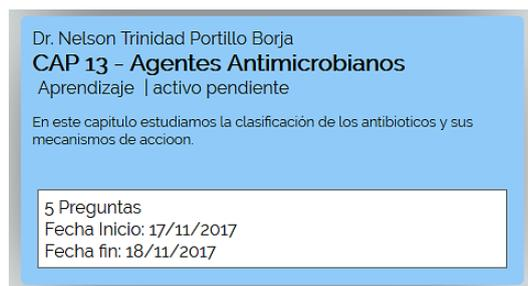 Dr. Nelson Trinidad Portillo Borja
CAP 13 - Agentes Antimicrobianos
Aprendizaje | activo pendiente
En este capitulo estudiamos la clasificación de los antibioticos y sus
mecanismos de accioon.
5 Preguntas
Fecha Inicio: 17/11/2017
Fecha fin: 18/11/2017